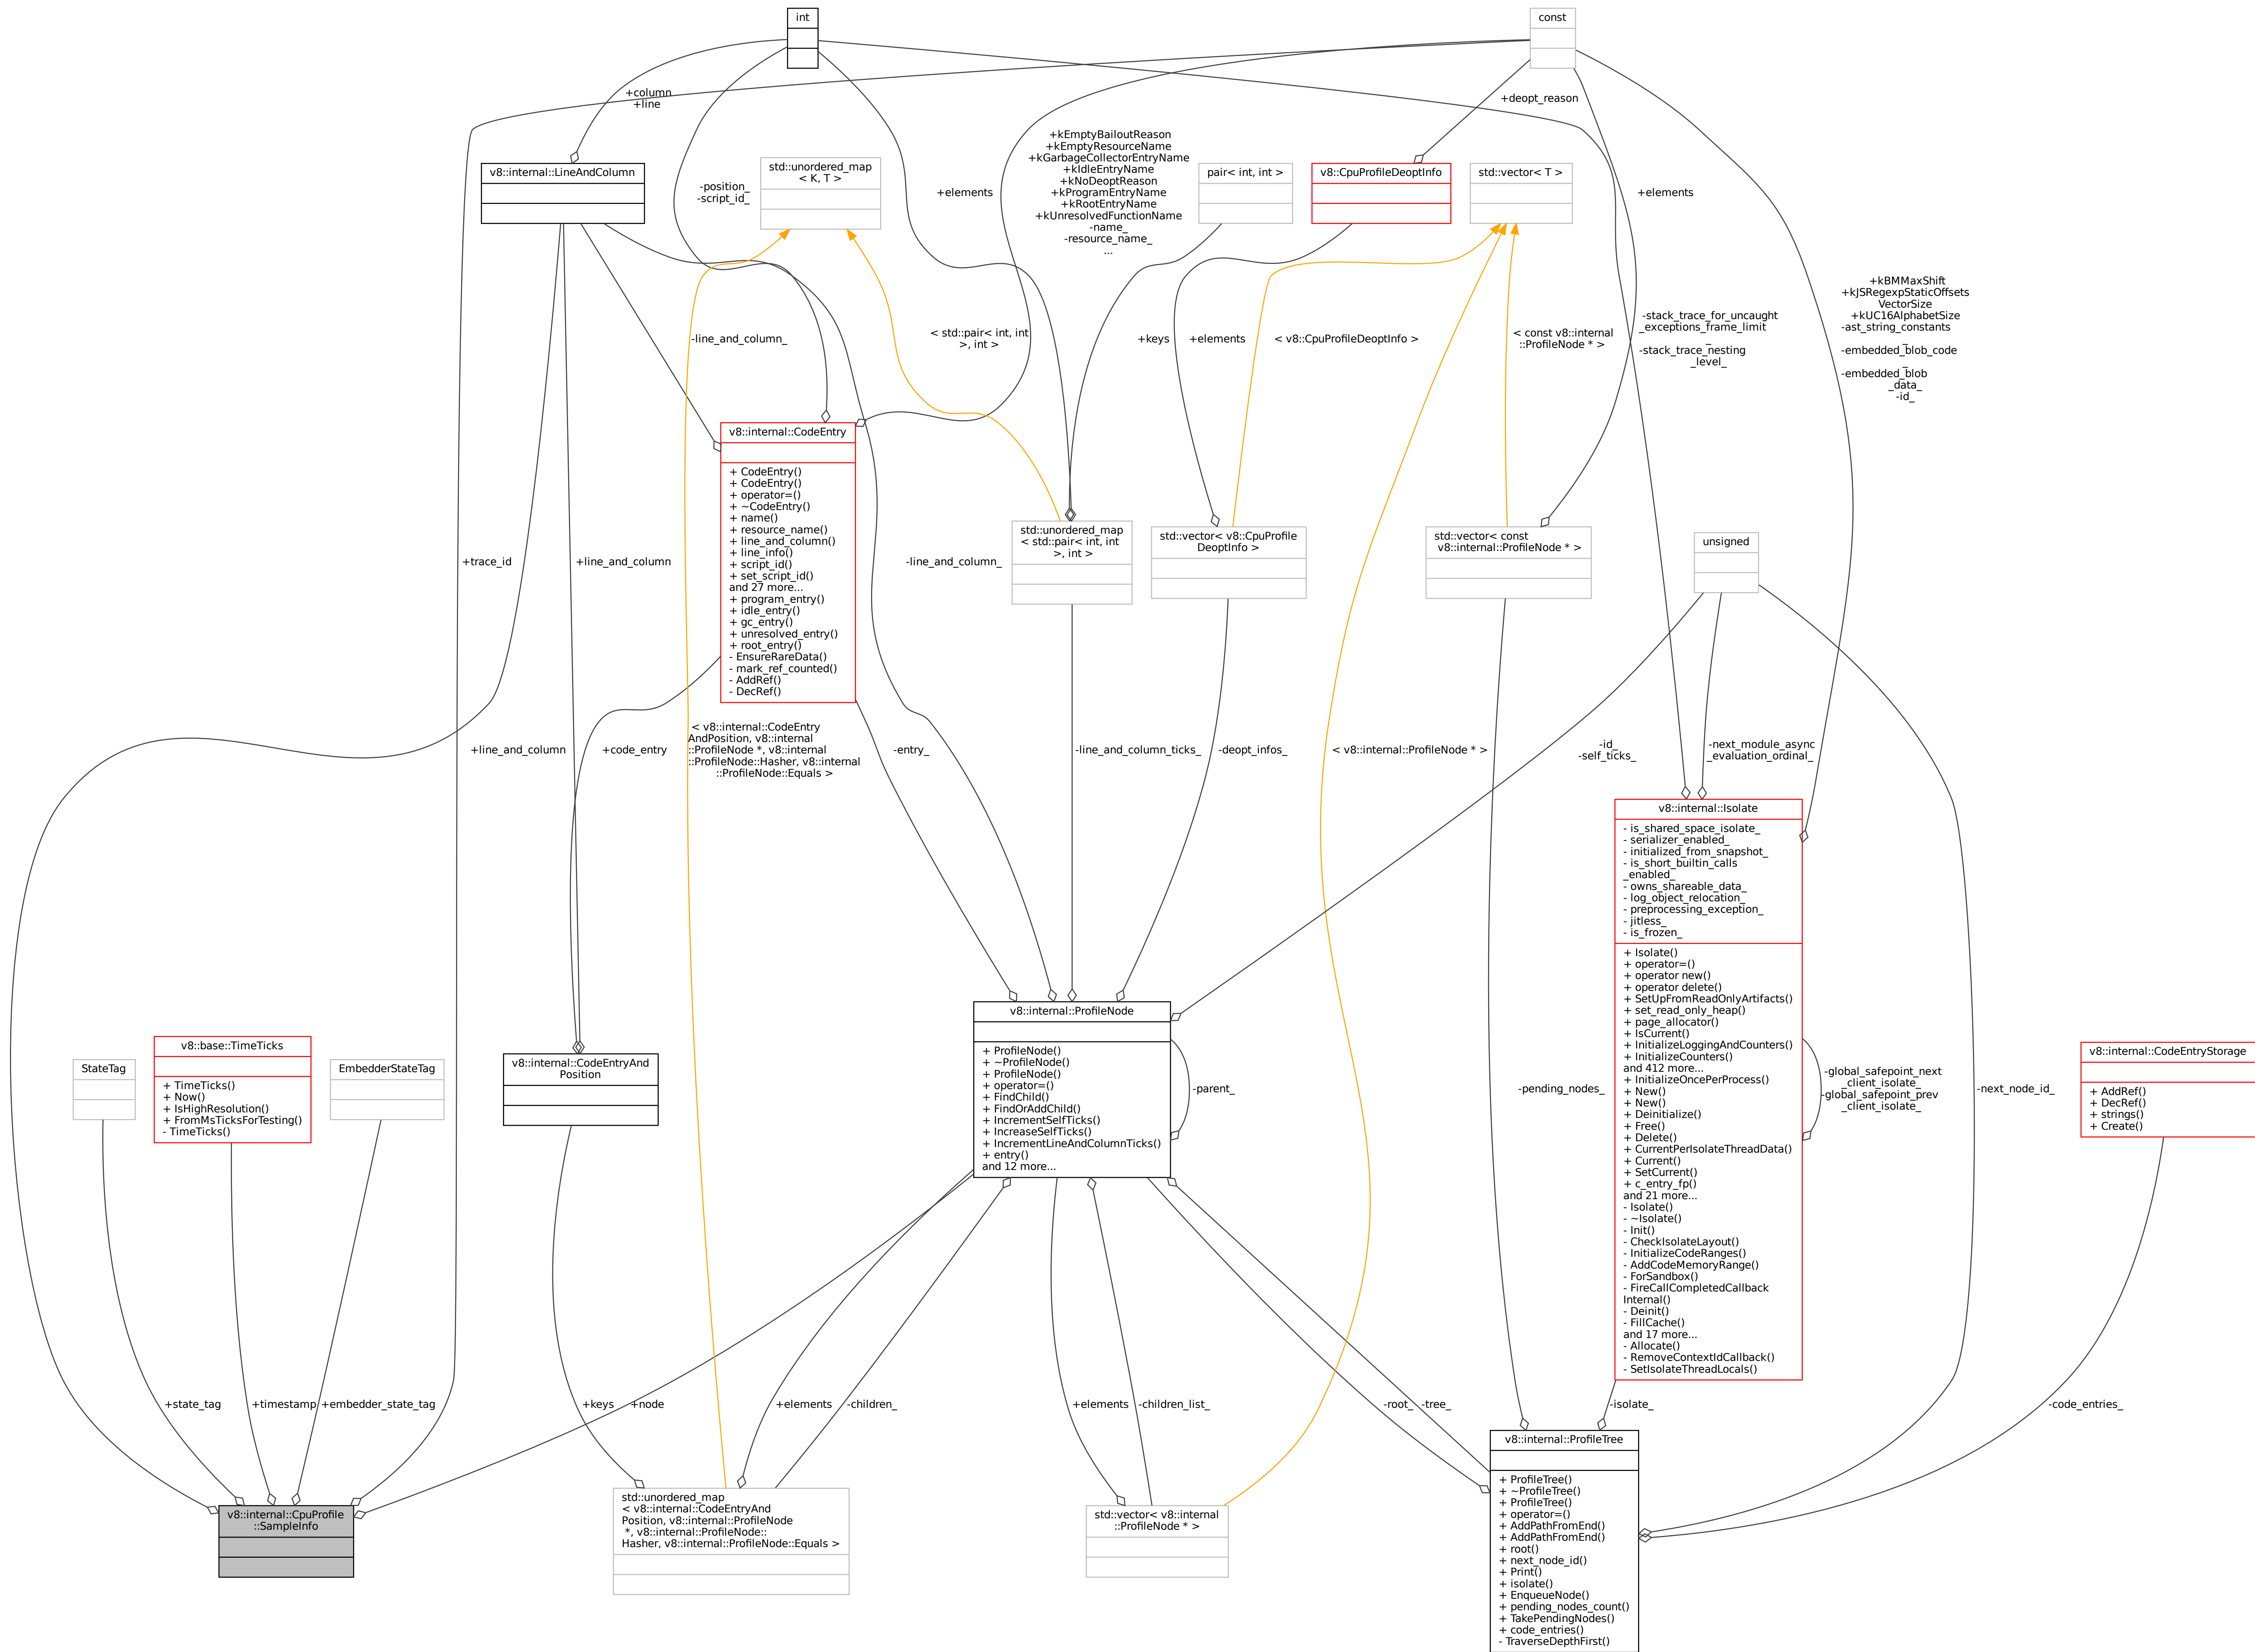 int
const
+column
+line
+deopt_reason
v8::internal::LineAndColumn
-position_
-script_id_
std::unordered_map
< K, T >
+elements
+kEmptyBailoutReason
+kEmptyResourceName
+kGarbageCollectorEntryName
+kIdleEntryName
+kNoDeoptReason
+kProgramEntryName
+kRootEntryName
+kUnresolvedFunctionName
-name_
-resource_name_
...
pair< int, int >
v8::CpuProfileDeoptInfo
std::vector< T >
+elements
-line_and_column_
< std::pair< int, int
>, int >
+keys
+elements
< v8::CpuProfileDeoptInfo >
< const v8::internal
::ProfileNode * >
-stack_trace_for_uncaught
_exceptions_frame_limit
_
-stack_trace_nesting
_level_
+kBMMaxShift
+kJSRegexpStaticOffsets
VectorSize
+kUC16AlphabetSize
-ast_string_constants
_
-embedded_blob_code
_
-embedded_blob
_data_
-id_
v8::internal::CodeEntry
+ CodeEntry()
+ CodeEntry()
+ operator=()
+ ~CodeEntry()
+ name()
+ resource_name()
+ line_and_column()
+ line_info()
+ script_id()
+ set_script_id()
and 27 more...
+ program_entry()
+ idle_entry()
+ gc_entry()
+ unresolved_entry()
+ root_entry()
- EnsureRareData()
- mark_ref_counted()
- AddRef()
- DecRef()
std::unordered_map
< std::pair< int, int
>, int >
std::vector< v8::CpuProfile
DeoptInfo >
std::vector< const
v8::internal::ProfileNode * >
unsigned
+trace_id
+line_and_column
-line_and_column_
+line_and_column
+code_entry
< v8::internal::CodeEntry
AndPosition, v8::internal
::ProfileNode *, v8::internal
::ProfileNode::Hasher, v8::internal
::ProfileNode::Equals >
-entry_
-line_and_column_ticks_
-deopt_infos_
< v8::internal::ProfileNode * >
-id_
-self_ticks_
-next_module_async
_evaluation_ordinal_
v8::internal::Isolate
- is_shared_space_isolate_
- serializer_enabled_
- initialized_from_snapshot_
- is_short_builtin_calls
_enabled_
- owns_shareable_data_
- log_object_relocation_
- preprocessing_exception_
- jitless_
- is_frozen_
+ Isolate()
+ operator=()
+ operator new()
+ operator delete()
+ SetUpFromReadOnlyArtifacts()
+ set_read_only_heap()
+ page_allocator()
+ IsCurrent()
+ InitializeLoggingAndCounters()
+ InitializeCounters()
and 412 more...
+ InitializeOncePerProcess()
+ New()
+ New()
+ Deinitialize()
+ Free()
+ Delete()
+ CurrentPerIsolateThreadData()
+ Current()
+ SetCurrent()
+ c_entry_fp()
and 21 more...
- Isolate()
- ~Isolate()
- Init()
- CheckIsolateLayout()
- InitializeCodeRanges()
- AddCodeMemoryRange()
- ForSandbox()
- FireCallCompletedCallback
Internal()
- Deinit()
- FillCache()
and 17 more...
- Allocate()
- RemoveContextIdCallback()
- SetIsolateThreadLocals()
StateTag
v8::base::TimeTicks
+ TimeTicks()
+ Now()
+ IsHighResolution()
+ FromMsTicksForTesting()
- TimeTicks()
EmbedderStateTag
v8::internal::CodeEntryAnd
Position
v8::internal::ProfileNode
+ ProfileNode()
+ ~ProfileNode()
+ ProfileNode()
+ operator=()
+ FindChild()
+ FindOrAddChild()
+ IncrementSelfTicks()
+ IncreaseSelfTicks()
+ IncrementLineAndColumnTicks()
+ entry()
and 12 more...
-parent_
-pending_nodes_
-global_safepoint_next
_client_isolate_
-global_safepoint_prev
_client_isolate_
-next_node_id_
v8::internal::CodeEntryStorage
+ AddRef()
+ DecRef()
+ strings()
+ Create()
+state_tag
+timestamp
+embedder_state_tag
+keys
+node
+elements
-children_
+elements
-children_list_
-root_
-tree_
-isolate_
-code_entries_
v8::internal::CpuProfile
::SampleInfo
std::unordered_map
< v8::internal::CodeEntryAnd
Position, v8::internal::ProfileNode
*, v8::internal::ProfileNode::
Hasher, v8::internal::ProfileNode::Equals >
std::vector< v8::internal
::ProfileNode * >
v8::internal::ProfileTree
+ ProfileTree()
+ ~ProfileTree()
+ ProfileTree()
+ operator=()
+ AddPathFromEnd()
+ AddPathFromEnd()
+ root()
+ next_node_id()
+ Print()
+ isolate()
+ EnqueueNode()
+ pending_nodes_count()
+ TakePendingNodes()
+ code_entries()
- TraverseDepthFirst()